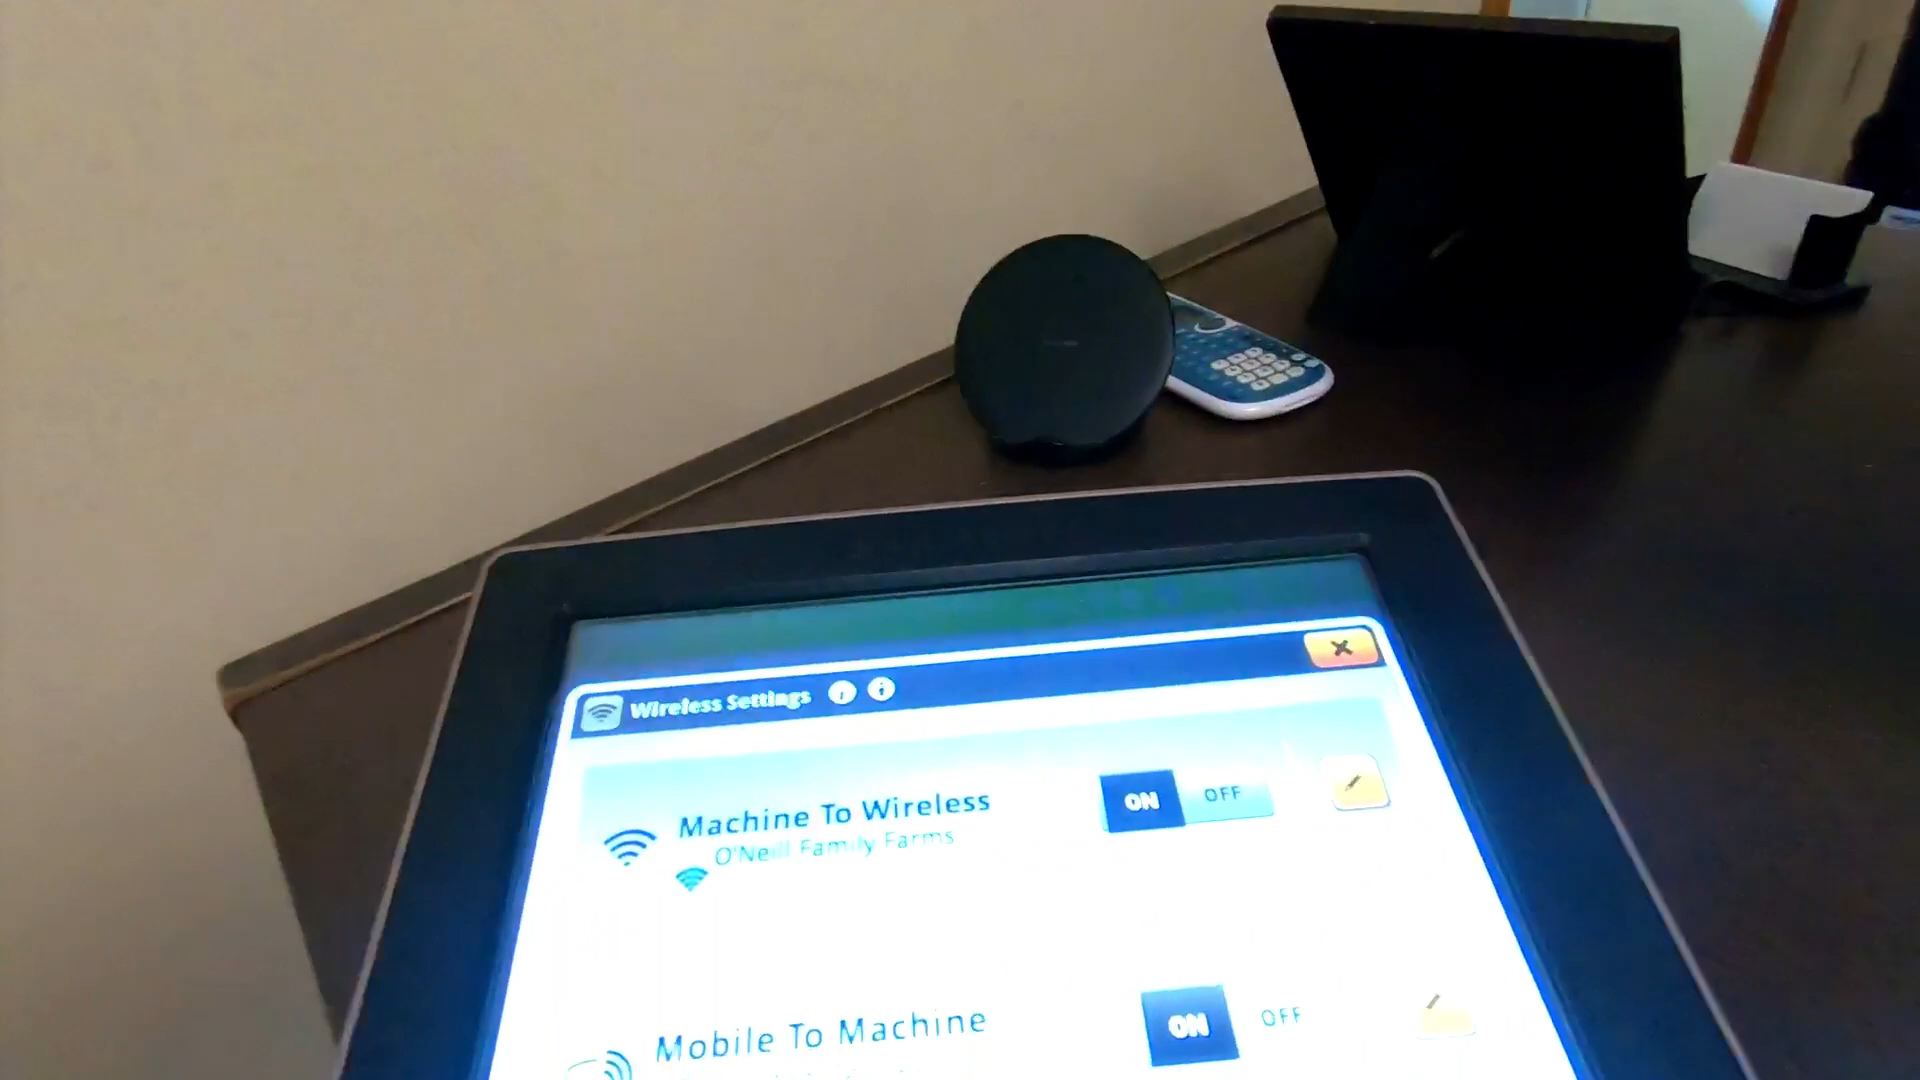 Wireless Settings
Machine To Wireless
ON OFF
O'Neill Family Farms
Mobile To Machine
ON OFF